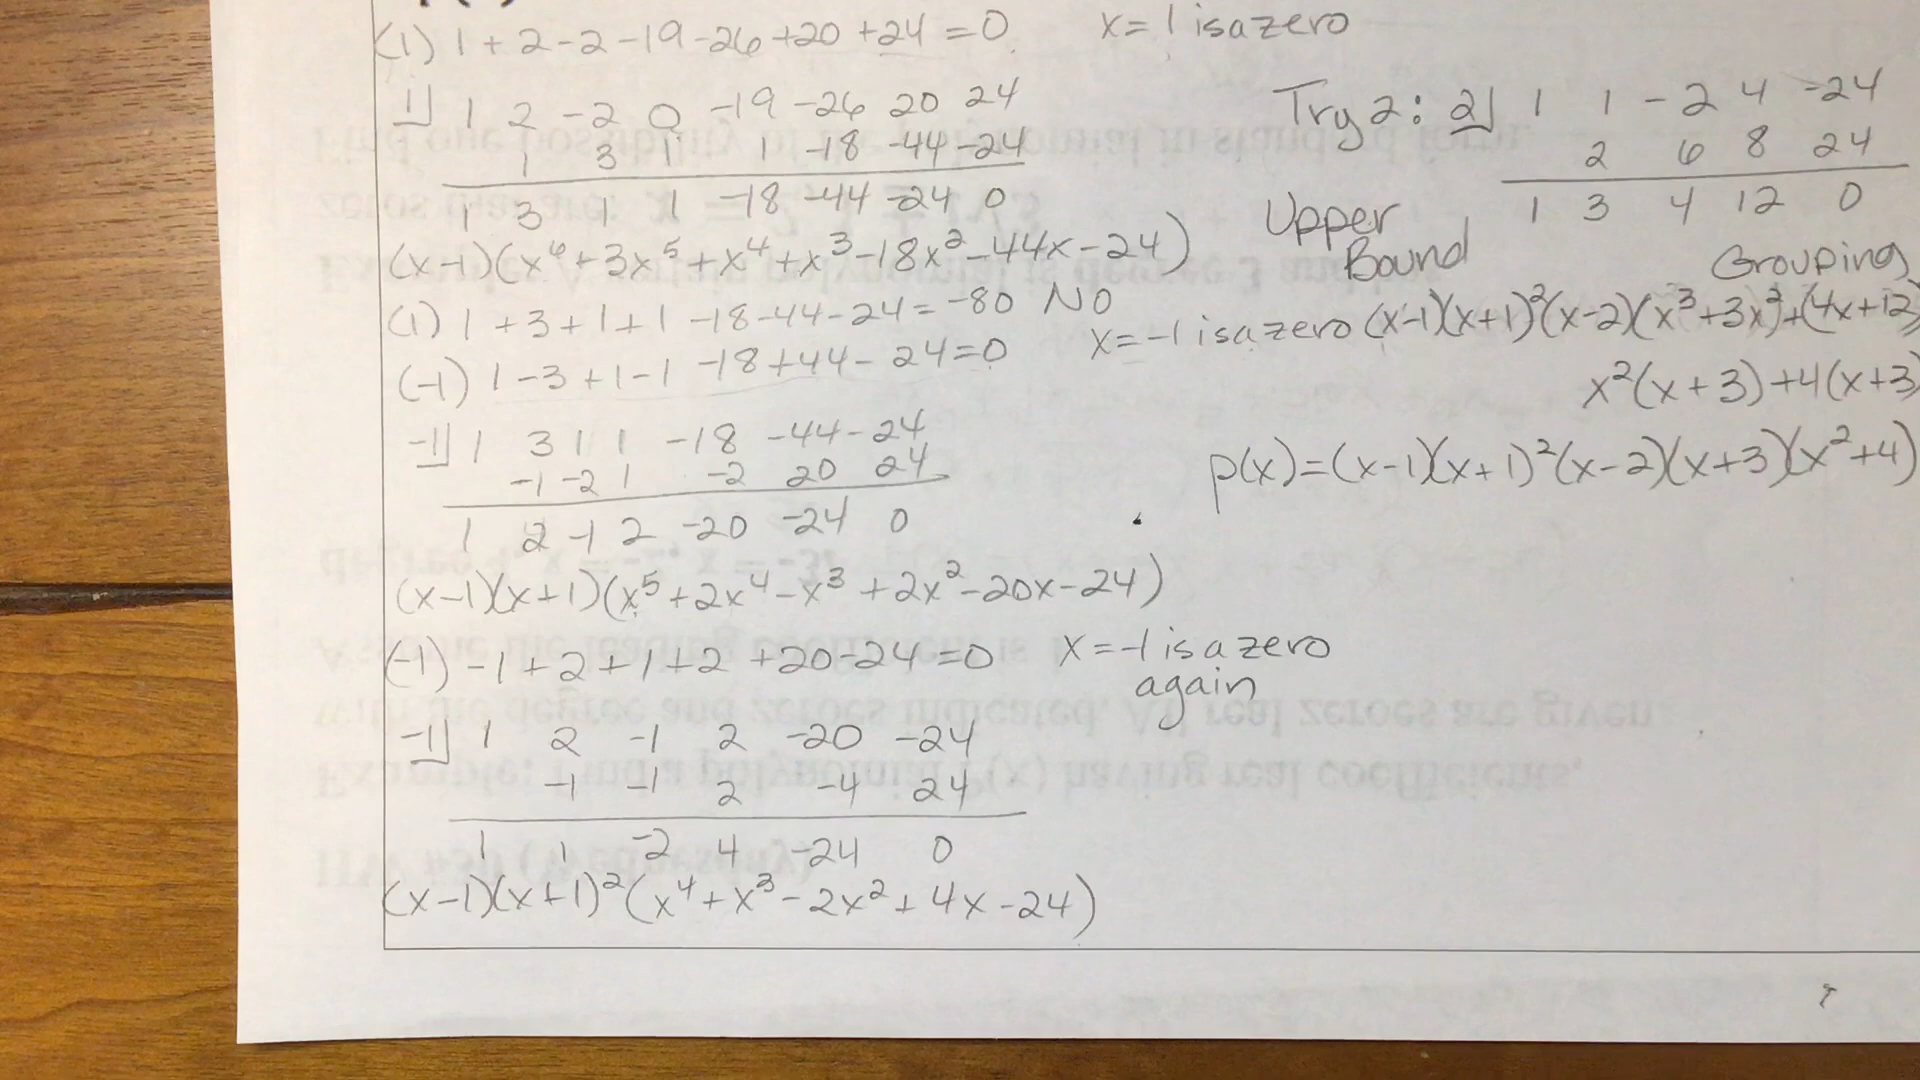 (1) 1 + 2 - 2 - 19 - 26 + 20 + 24 = 0 x = 1 is a zero
1| 1 2 -2 0 -19 -26 20 24
1 3 1 1 -18 -44 -24
1 3 1 1 -18 -44 -24 0
(x-1)(x⁶+3x⁵+x⁴+x³-18x²-44x-24)
(1) 1 + 3 + 1 + 1 - 18 - 44 - 24 = -80 NO
(-1) 1 - 3 + 1 - 1 - 18 + 44 - 24 = 0 x = -1 is a zero
-1| 1 3 1 1 -18 -44 -24
-1 -2 1 -2 20 24
1 2 -1 2 -20 -24 0
(x-1)(x+1)(x⁵+2x⁴-x³+2x²-20x-24)
(-1) -1 + 2 + 1 + 2 + 20 - 24 = 0 x = -1 is a zero
again
-1| 1 2 -1 2 -20 -24
-1 -1 2 -4 24
1 1 -2 4 -24 0
(x-1)(x+1)²(x⁴+x³-2x²+4x-24)
Try 2: 2| 1 1 -2 4 -24
2 6 8 24
Upper 1 3 4 12 0
Bound Grouping
(x-1)(x+1)²(x-2)(x³+3x²)+(4x+12)
x²(x+3)+4(x+3)
p(x)=(x-1)(x+1)²(x-2)(x+3)(x²+4)